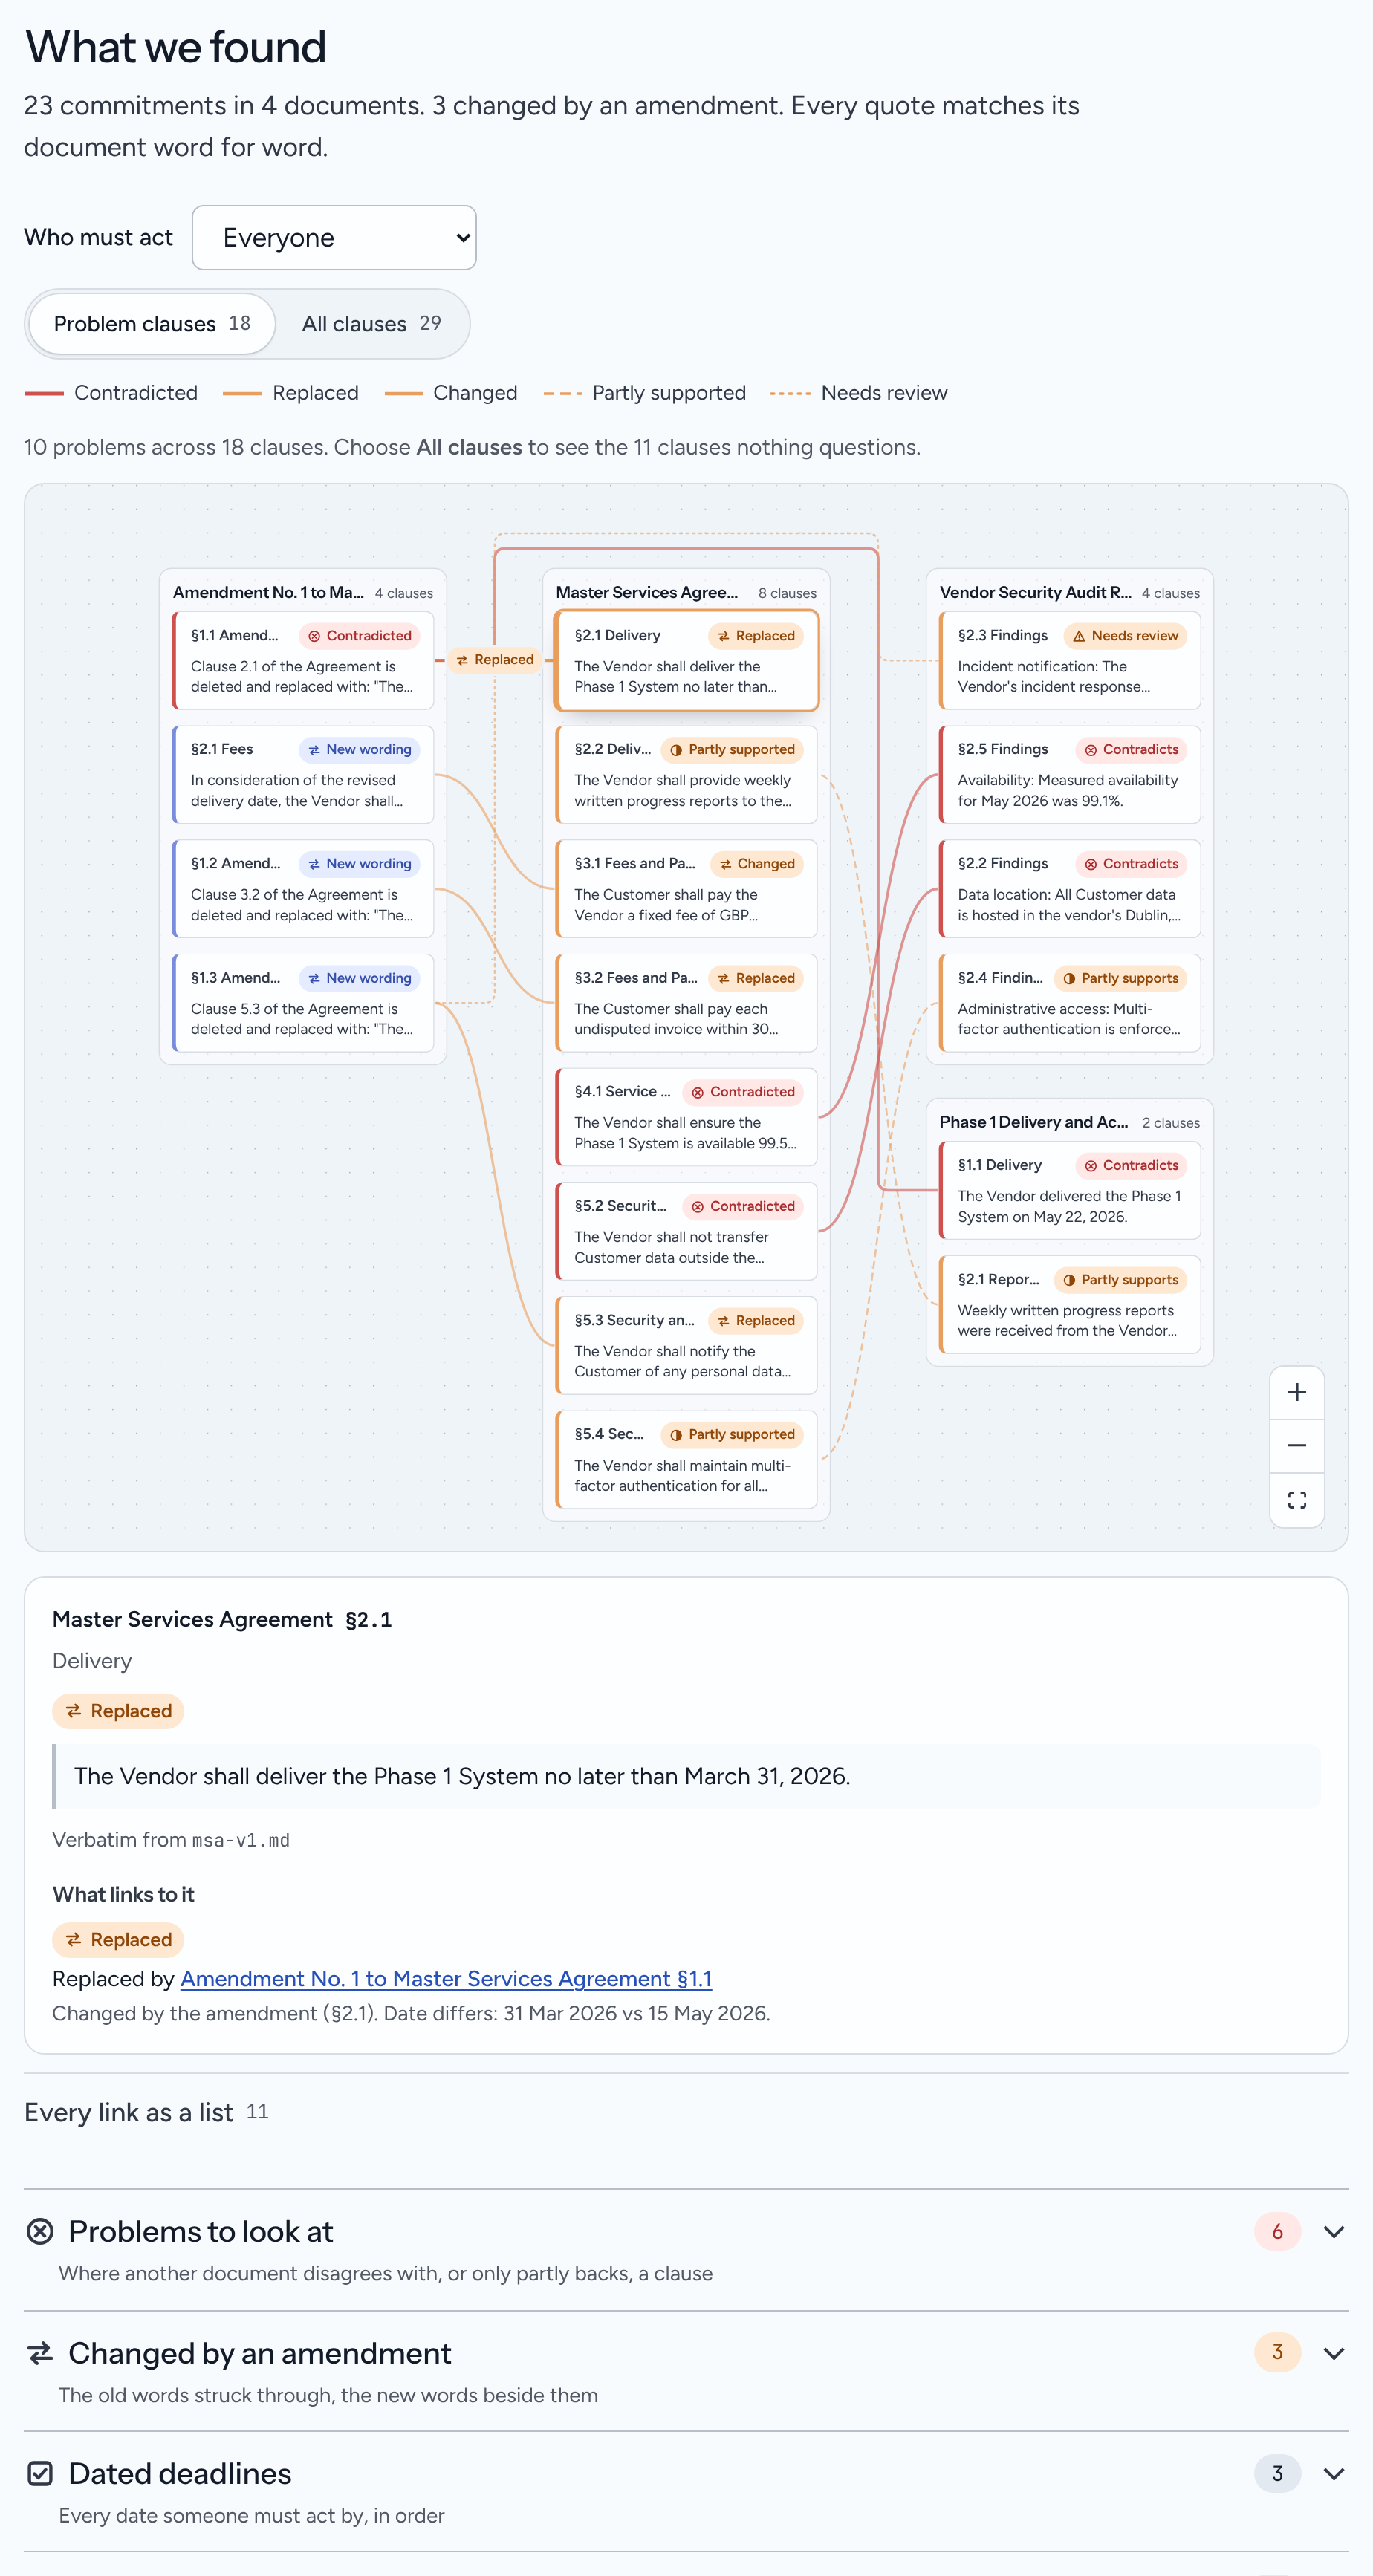 What we found
23 commitments in 4 documents. 3 changed by an amendment. Every quote matches its
document word for word.
Who must act
Everyone
Problem clauses 18
All clauses 29
Contradicted
Replaced
Changed
Partly supported
Needs review
10 problems across 18 clauses. Choose All clauses to see the 11 clauses nothing questions.
Amendment No. 1 to Ma... 4 clauses
§1.1 Amend... Contradicted
Clause 2.1 of the Agreement is
deleted and replaced with: "The...
§2.1 Fees New wording
In consideration of the revised
delivery date, the Vendor shall...
§1.2 Amend... New wording
Clause 3.2 of the Agreement is
deleted and replaced with: "The...
§1.3 Amend... New wording
Clause 5.3 of the Agreement is
deleted and replaced with: "The...
Replaced
Master Services Agree... 8 clauses
§2.1 Delivery Replaced
The Vendor shall deliver the
Phase 1 System no later than...
§2.2 Deliv... Partly supported
The Vendor shall provide weekly
written progress reports to the...
§3.1 Fees and Pa... Changed
The Customer shall pay the
Vendor a fixed fee of GBP...
§3.2 Fees and Pa... Replaced
The Customer shall pay each
undisputed invoice within 30...
§4.1 Service ... Contradicted
The Vendor shall ensure the
Phase 1 System is available 99.5...
§5.2 Securit... Contradicted
The Vendor shall not transfer
Customer data outside the...
§5.3 Security an... Replaced
The Vendor shall notify the
Customer of any personal data...
§5.4 Sec... Partly supported
The Vendor shall maintain multi-
factor authentication for all...
Vendor Security Audit R... 4 clauses
§2.3 Findings Needs review
Incident notification: The
Vendor's incident response...
§2.5 Findings Contradicts
Availability: Measured availability
for May 2026 was 99.1%.
§2.2 Findings Contradicts
Data location: All Customer data
is hosted in the vendor's Dublin,...
§2.4 Findin... Partly supports
Administrative access: Multi-
factor authentication is enforce...
Phase 1 Delivery and Ac... 2 clauses
§1.1 Delivery Contradicts
The Vendor delivered the Phase 1
System on May 22, 2026.
§2.1 Repor... Partly supports
Weekly written progress reports
were received from the Vendor...
Master Services Agreement §2.1
Delivery
Replaced
The Vendor shall deliver the Phase 1 System no later than March 31, 2026.
Verbatim from msa-v1.md
What links to it
Replaced
Replaced by Amendment No. 1 to Master Services Agreement §1.1
Changed by the amendment (§2.1). Date differs: 31 Mar 2026 vs 15 May 2026.
Every link as a list 11
Problems to look at 6
Where another document disagrees with, or only partly backs, a clause
Changed by an amendment 3
The old words struck through, the new words beside them
Dated deadlines 3
Every date someone must act by, in order